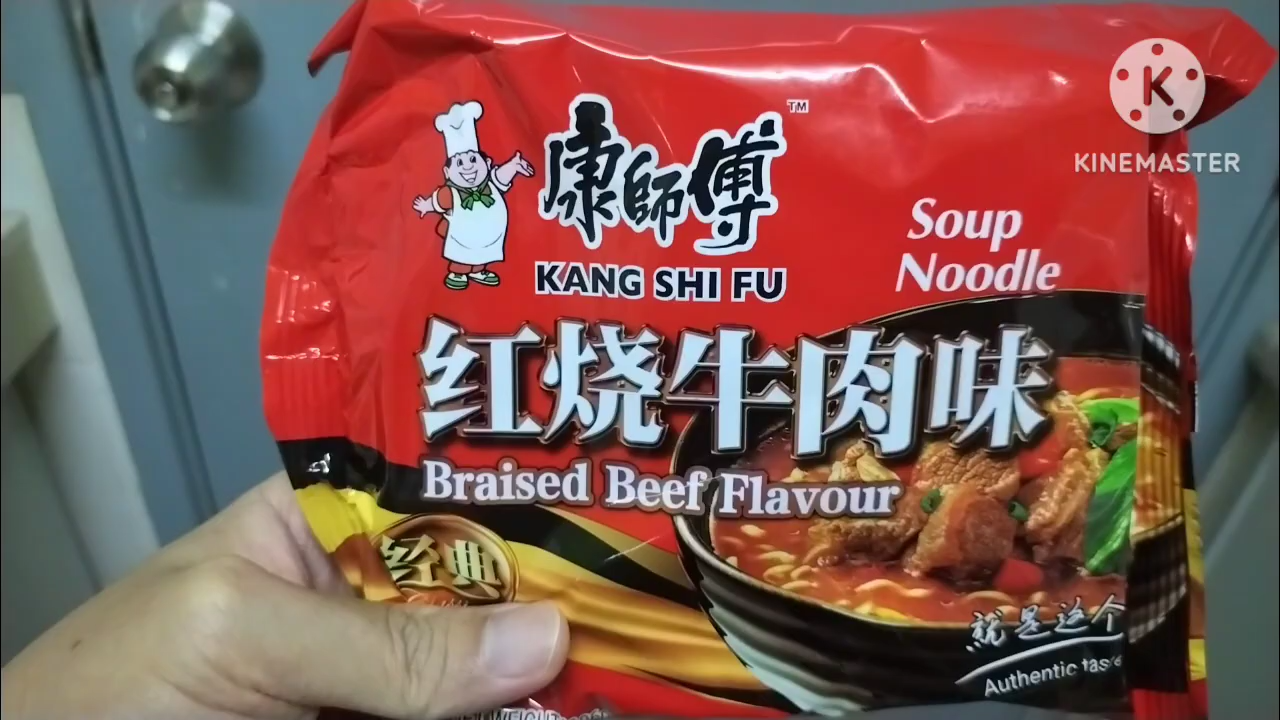 康師傅
TM
KANG SHI FU
Soup
Noodle
红烧牛肉味
Braised Beef Flavour
经典
就是这个
Authentic taste
K
KINEMASTER